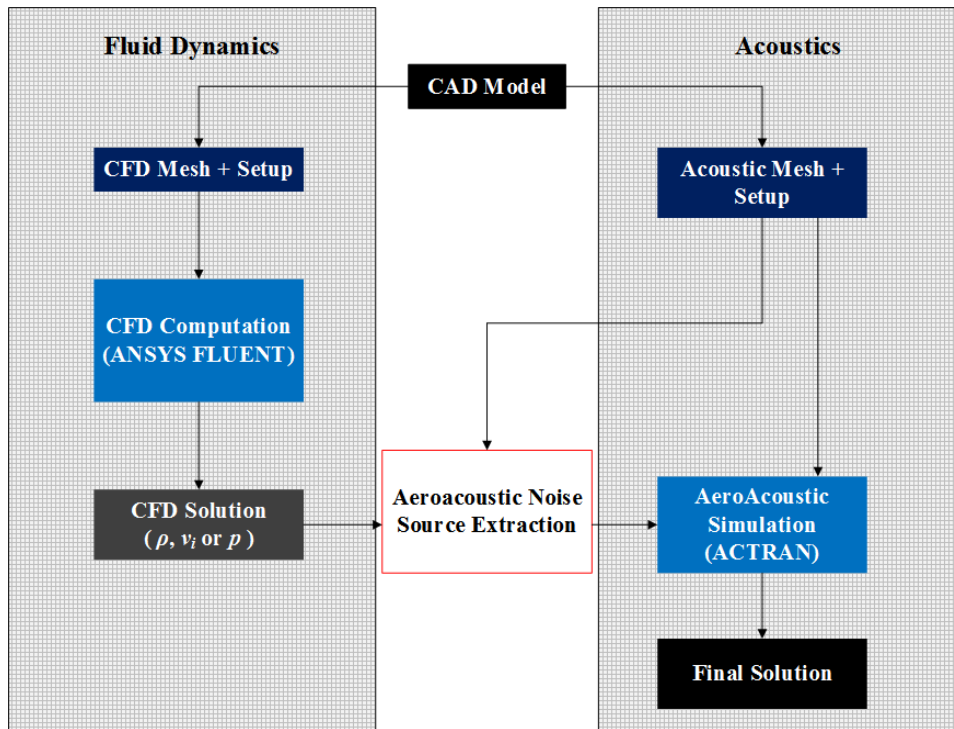 Fluid Dynamics
Acoustics
CAD Model
CFD Mesh + Setup
Acoustic Mesh +
Setup
CFD Computation
(ANSYS FLUENT)
CFD Solution
( ρ, vᵢ or p )
Aeroacoustic Noise
Source Extraction
AeroAcoustic
Simulation
(ACTRAN)
Final Solution